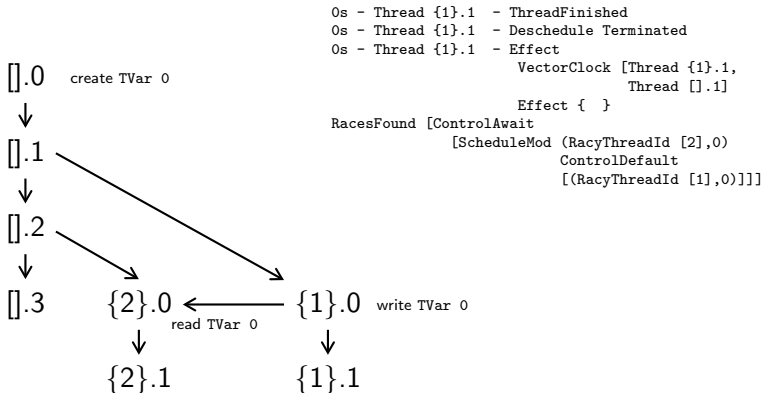 0s - Thread {1}.1  - ThreadFinished
0s - Thread {1}.1  - Deschedule Terminated
0s - Thread {1}.1  - Effect
VectorClock [Thread {1}.1,
Thread [].1]
Effect {  }
RacesFound [ControlAwait
[ScheduleMod (RacyThreadId [2],0)
ControlDefault
[(RacyThreadId [1],0)]]]
[].0 create TVar 0
[].1
[].2
[].3 {2}.0 {1}.0 write TVar 0
read TVar 0
{2}.1 {1}.1